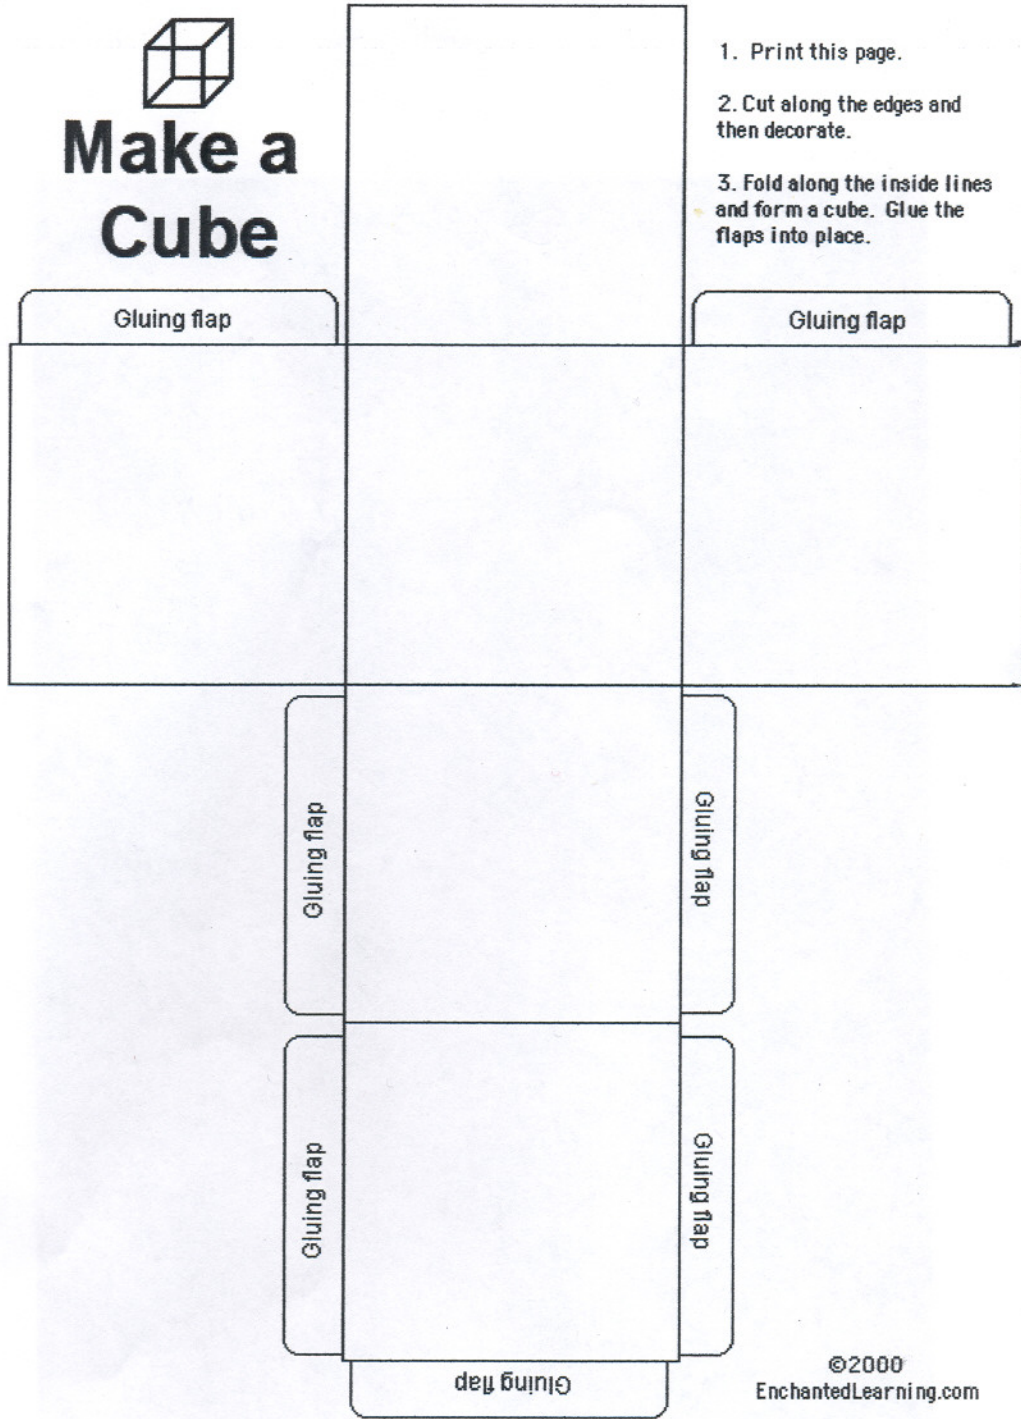 Make a
Cube
1. Print this page.
2. Cut along the edges and
then decorate.
3. Fold along the inside lines
and form a cube. Glue the
flaps into place.
Gluing flap
Gluing flap
Gluing flap
Gluing flap
Gluing flap
Gluing flap
Gluing flap
©2000
EnchantedLearning.com